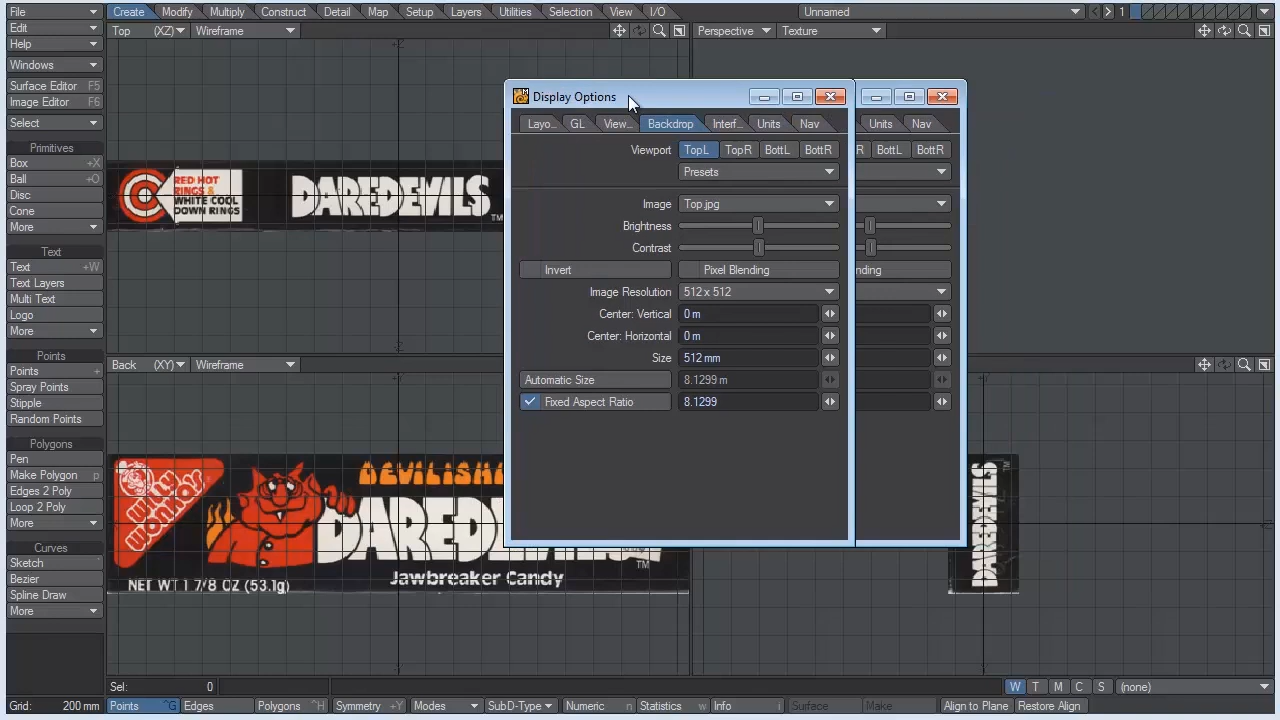 File
Create Modify Multiply Construct Detail Map Setup Layers Utilities Selection View I/O
Unnamed
1
Edit
Help
Windows
Surface Editor F5
Image Editor F6
Select
Primitives
Box +X
Ball +O
Disc
Cone
More
Text
Text +W
Text Layers
Multi Text
Logo
More
Points
Points +
Spray Points
Stipple
Random Points
Polygons
Pen
Make Polygon p
Edges 2 Poly
Loop 2 Poly
More
Curves
Sketch
Bezier
Spline Draw
More
Grid: 200 mm
Top (XZ) Wireframe
RED HOT
RINGS &
WHITE COOL
DOWN RINGS
DAREDEVILS TM
Perspective Texture
Display Options
Layo... GL View... Backdrop Interf... Units Nav
Units Nav
Viewport TopL TopR BottL BottR
R BottL BottR
Presets
Image Top.jpg
Brightness
Contrast
Invert Pixel Blending
nding
Image Resolution 512 x 512
Center: Vertical 0 m
Center: Horizontal 0 m
Size 512 mm
Automatic Size 8.1299 m
Fixed Aspect Ratio 8.1299
Back (XY) Wireframe
WILLY
WONKA'S
DEVILISH
DAREDE
TM
Jawbreaker Candy
NET WT 1 7/8 OZ (53.1g)
DAREDEVILS TM
Sel: 0
W T M C S (none)
Points ^G Edges Polygons ^H Symmetry +Y Modes SubD-Type Numeric n Statistics w Info i Surface Make Align to Plane Restore Align